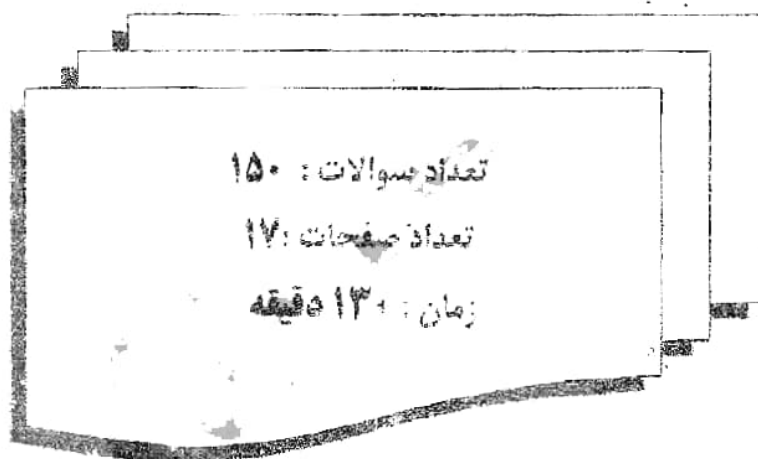 تعداد سوالات : ۱۵۰
تعداد صفحات : ۱۷
زمان : ۱۳۰ دقیقه